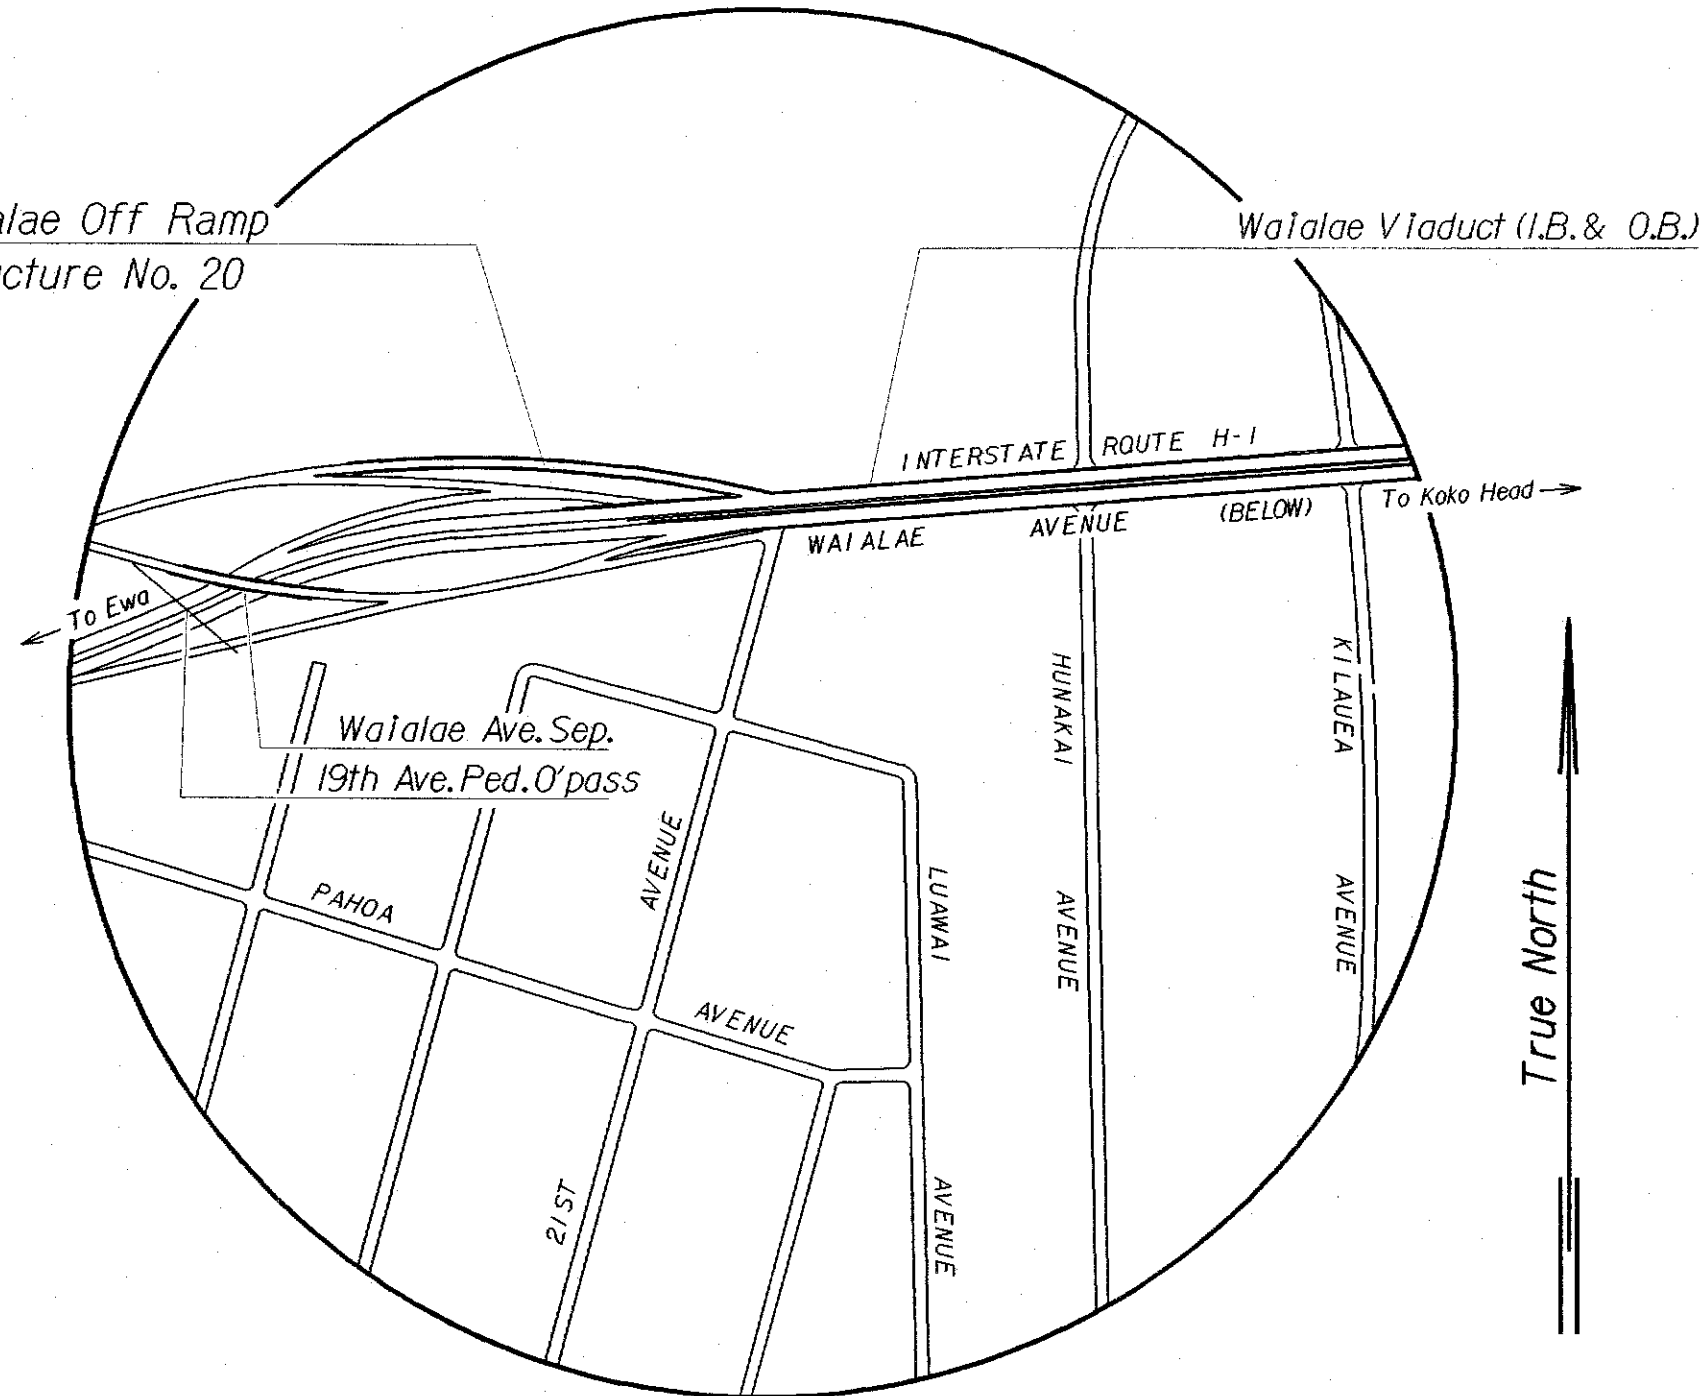 alae Off Ramp
ucture No. 20
Waialae Viaduct (I.B. & O.B.)
INTERSTATE ROUTE H-1
To Koko Head
WAIALAE AVENUE (BELOW)
To Ewa
Waialae Ave. Sep.
19th Ave. Ped. O'pass
HUNAKAI AVENUE
KILAUEA AVENUE
21ST AVENUE
PAHOA AVENUE
LUAWAI AVENUE
True North